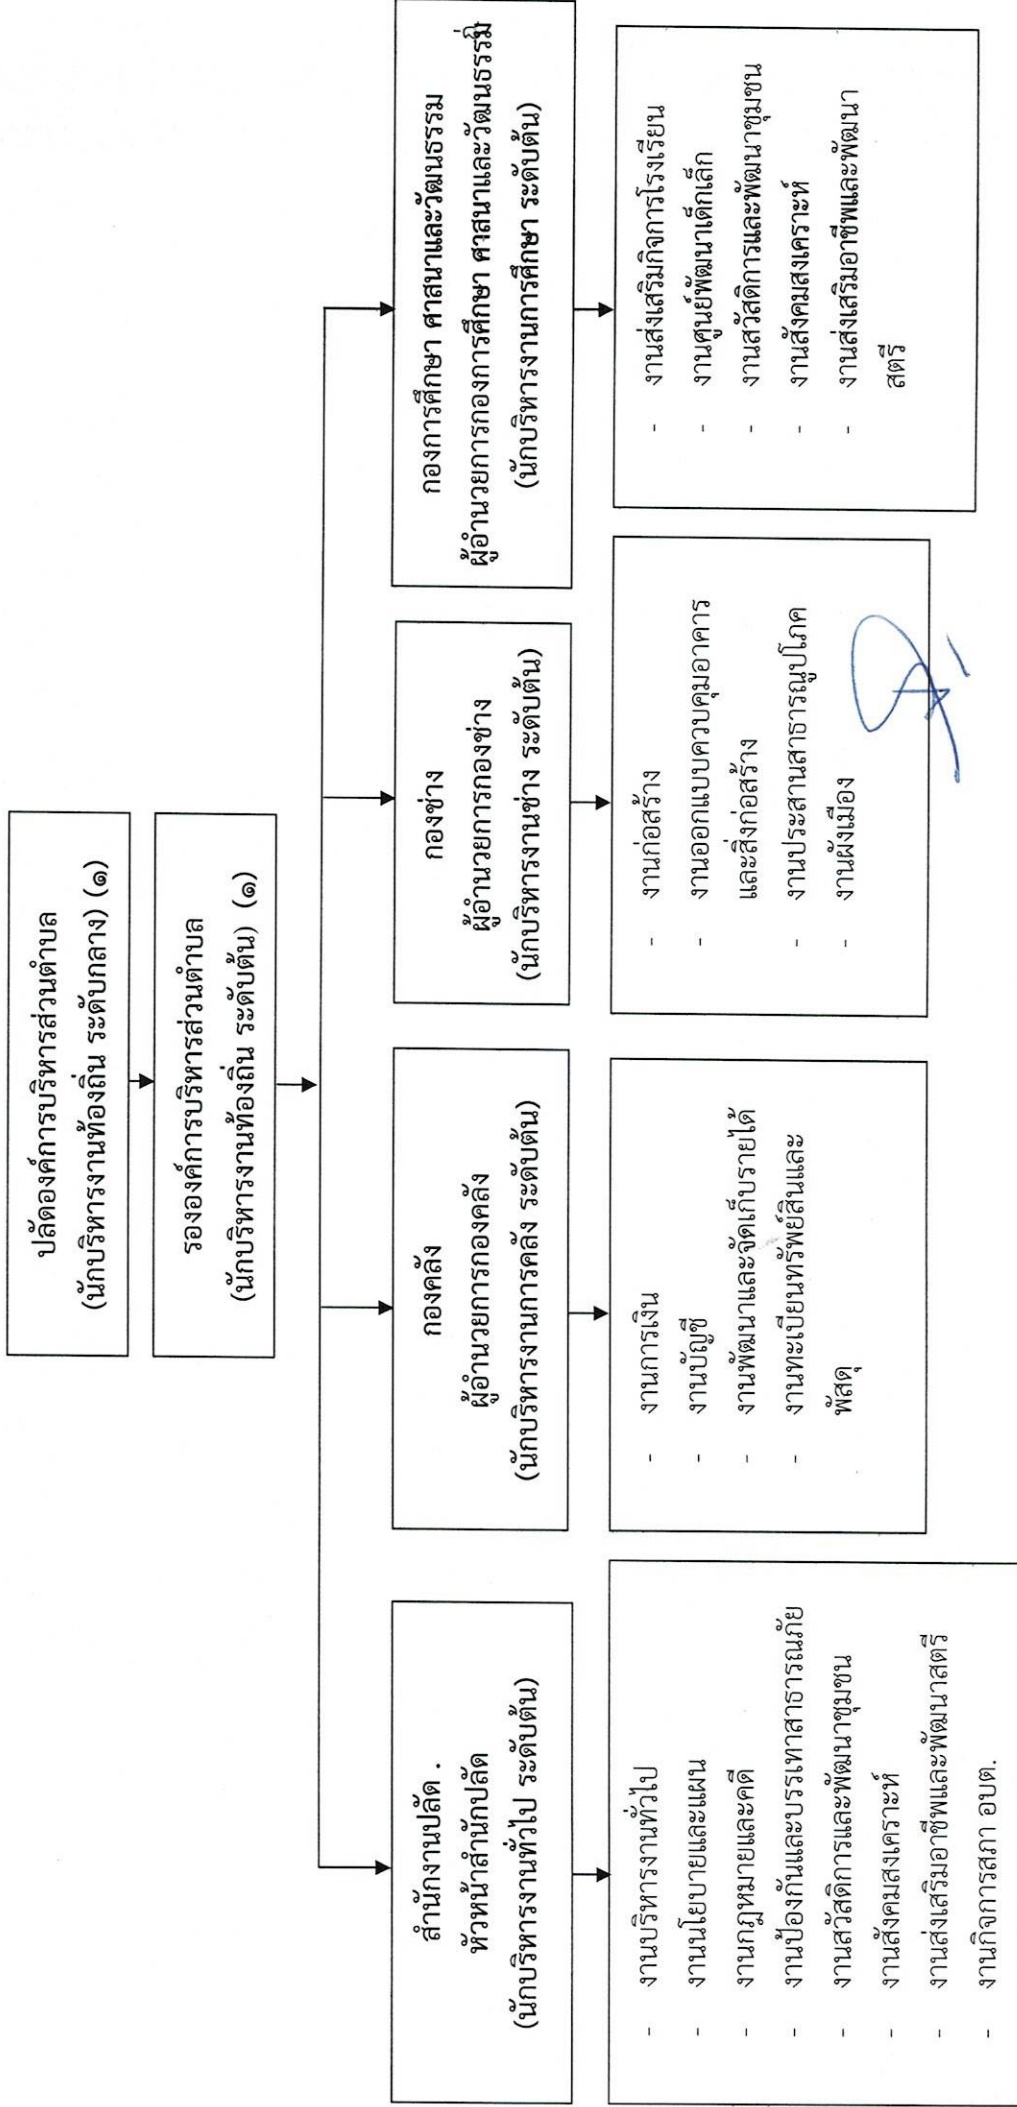 ปลัดองค์การบริหารส่วนตำบล
(นักบริหารงานท้องถิ่น ระดับกลาง) (๑)
รององค์การบริหารส่วนตำบล
(นักบริหารงานท้องถิ่น ระดับต้น) (๑)
สำนักงานปลัด .
หัวหน้าสำนักปลัด
(นักบริหารงานทั่วไป ระดับต้น)
- งานบริหารงานทั่วไป
- งานนโยบายและแผน
- งานกฎหมายและคดี
- งานป้องกันและบรรเทาสาธารณภัย
- งานสวัสดิการและพัฒนาชุมชน
- งานสังคมสงเคราะห์
- งานส่งเสริมอาชีพและพัฒนาสตรี
- งานกิจการสภา อบต.
กองคลัง
ผู้อำนวยการกองคลัง
(นักบริหารงานการคลัง ระดับต้น)
- งานการเงิน
- งานบัญชี
- งานพัฒนาและจัดเก็บรายได้
- งานทะเบียนทรัพย์สินและ
พัสดุ
กองช่าง
ผู้อำนวยการกองช่าง
(นักบริหารงานช่าง ระดับต้น)
- งานก่อสร้าง
- งานออกแบบควบคุมอาคาร
และสิ่งก่อสร้าง
- งานประสานสาธารณูปโภค
- งานผังเมือง
กองการศึกษา ศาสนาและวัฒนธรรม
ผู้อำนวยการกองการศึกษา ศาสนาและวัฒนธรรม
(นักบริหารงานการศึกษา ระดับต้น)
- งานส่งเสริมกิจการโรงเรียน
- งานศูนย์พัฒนาเด็กเล็ก
- งานสวัสดิการและพัฒนาชุมชน
- งานสังคมสงเคราะห์
- งานส่งเสริมอาชีพและพัฒนา
สตรี